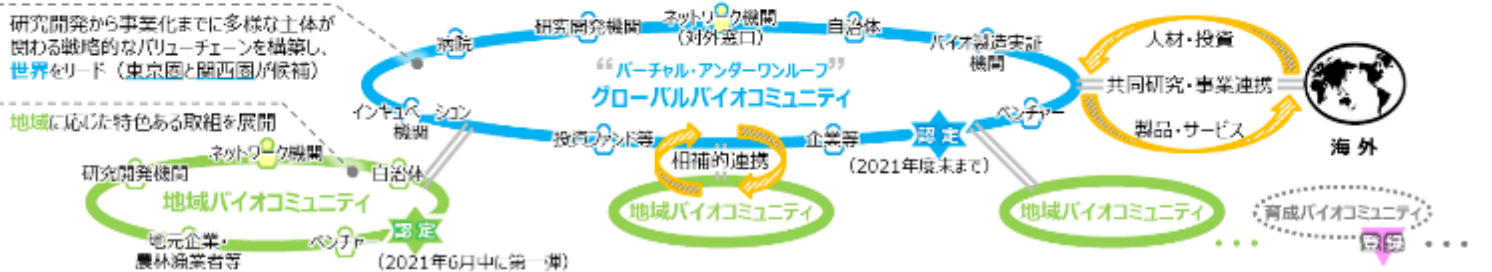 研究開発から事業化までに多様な主体が
関わる戦略的なバリューチェーンを構築し、
世界をリード（東京圏と関西圏が候補）
地域に応じた特色ある取組を展開
病院
研究開発機関
ネットワーク機関
（対外窓口）
自治体
バイオ製造実証
機関
“バーチャル・アンダーワンルーフ”
グローバルバイオコミュニティ
インキュベーション
機関
投資ファンド等
企業等
認定
（2021年度末まで）
ベンチャー
人材・投資
共同研究・事業連携
製品・サービス
海外
相補的連携
ネットワーク機関
研究開発機関
自治体
地域バイオコミュニティ
地元企業・
農林漁業者等
ベンチャー
認定
（2021年6月中に第一弾）
地域バイオコミュニティ
地域バイオコミュニティ
・・・
育成バイオコミュニティ
登録
・・・